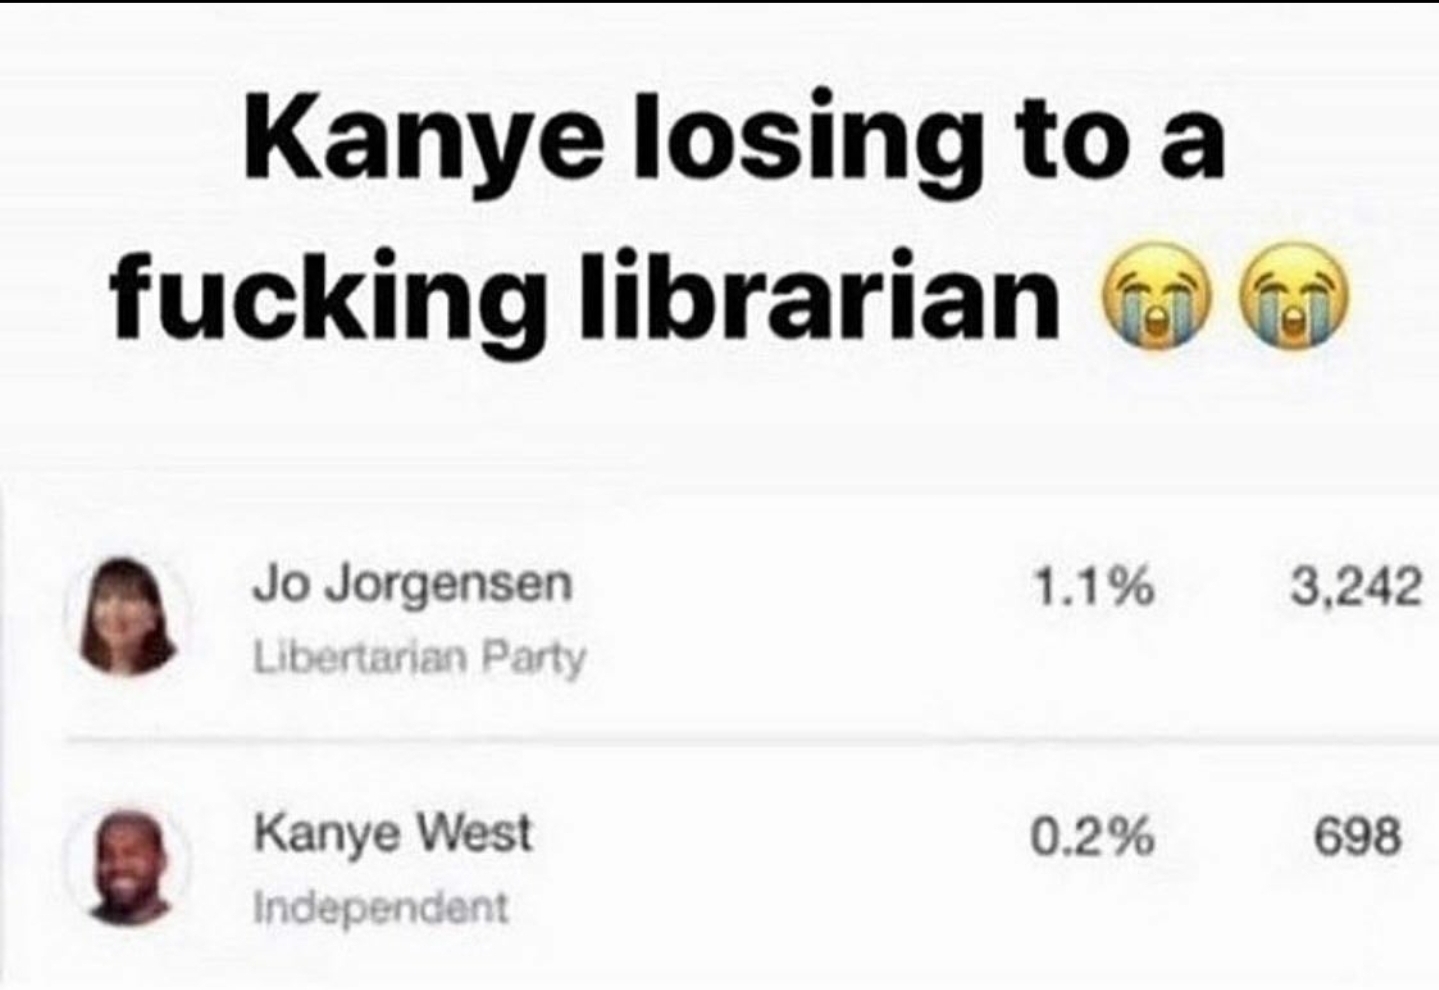 Kanye losing to a
fucking librarian 😭😭
Jo Jorgensen 1.1% 3,242
Libertarian Party
Kanye West 0.2% 698
Independent